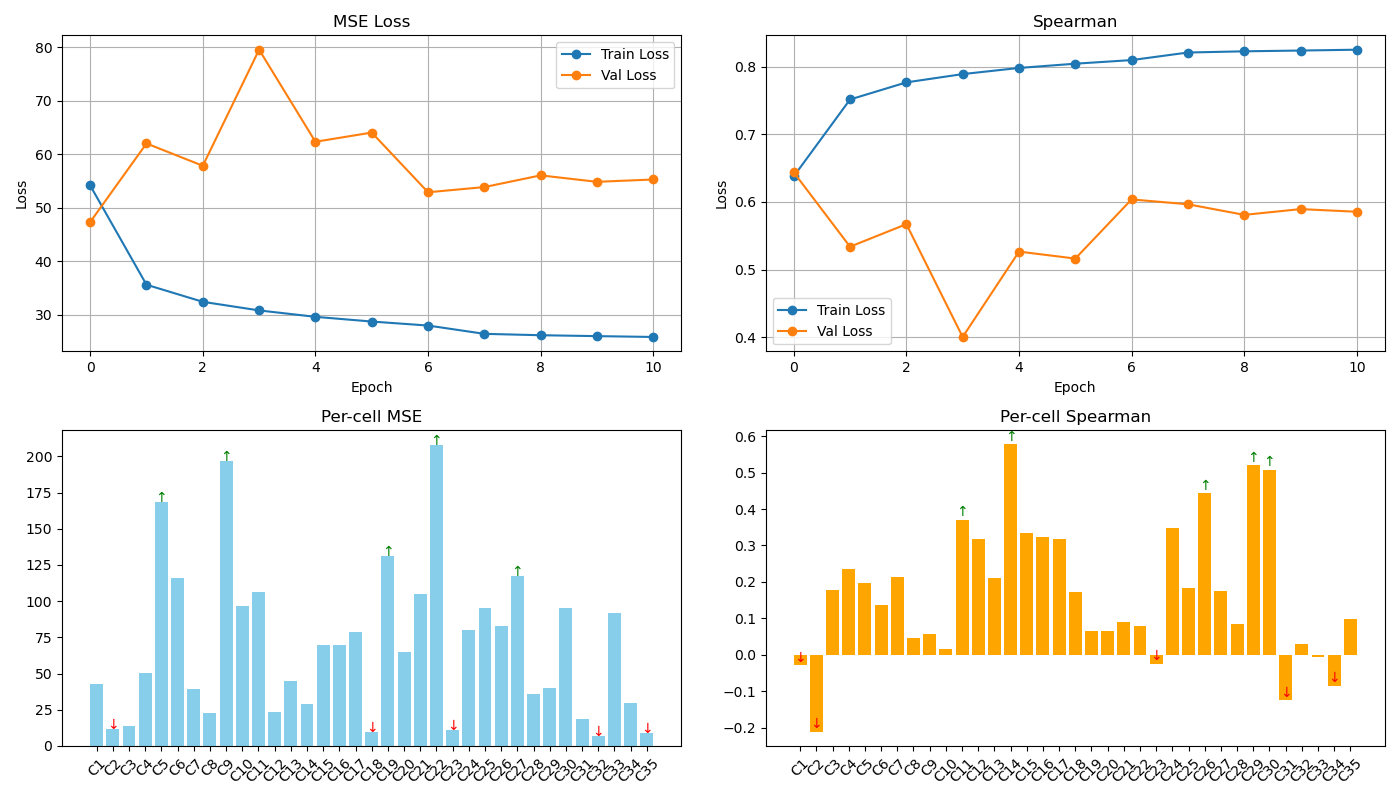 MSE Loss
80
70
60
50
40
30
Loss
0 2 4 6 8 10
Epoch
Train Loss
Val Loss
Spearman
0.8
0.7
0.6
0.5
0.4
Loss
0 2 4 6 8 10
Epoch
Train Loss
Val Loss
Per-cell MSE
200
175
150
125
100
75
50
25
0
↑ ↑ ↑ ↑ ↑
↓ ↓ ↓ ↓ ↓
C1 C2 C3 C4 C5 C6 C7 C8 C9 C10 C11 C12 C13 C14 C15 C16 C17 C18 C19 C20 C21 C22 C23 C24 C25 C26 C27 C28 C29 C30 C31 C32 C33 C34 C35
Per-cell Spearman
0.6
0.5
0.4
0.3
0.2
0.1
0.0
−0.1
−0.2
↑ ↑ ↑ ↑ ↑
↓ ↓ ↓ ↓ ↓
C1 C2 C3 C4 C5 C6 C7 C8 C9 C10 C11 C12 C13 C14 C15 C16 C17 C18 C19 C20 C21 C22 C23 C24 C25 C26 C27 C28 C29 C30 C31 C32 C33 C34 C35